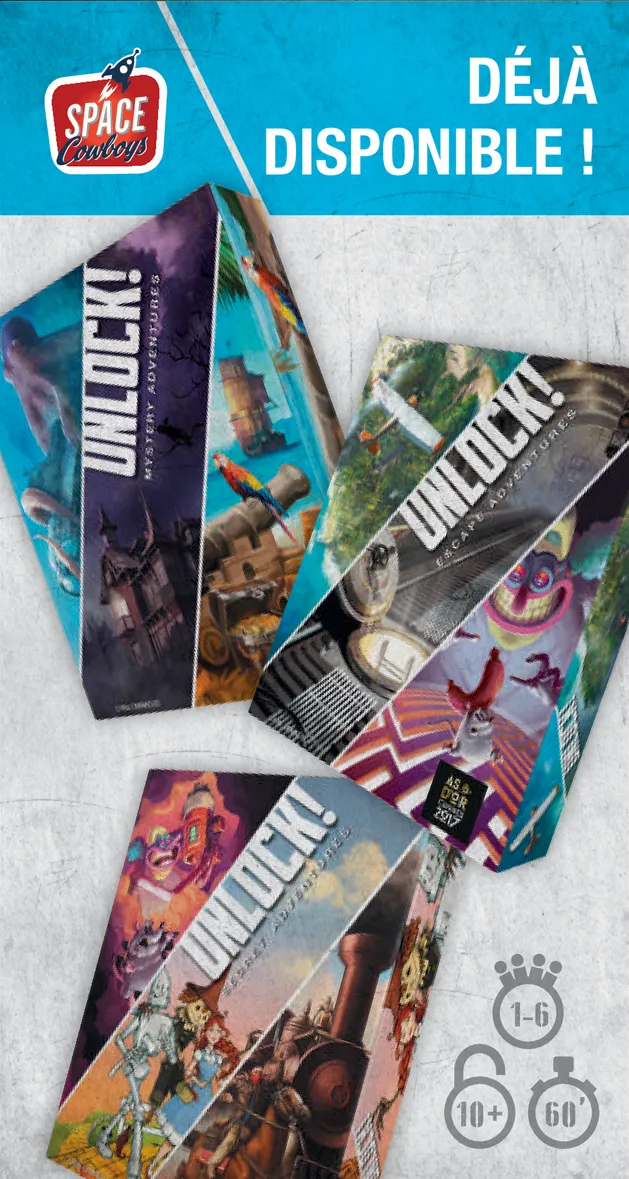 SPACE
Cowboys
DÉJÀ
DISPONIBLE !
UNLOCK!
MYSTERY ADVENTURES
UNLOCK!
ESCAPE ADVENTURES
AS
D'OR
2017
UNLOCK!
SECRET ADVENTURES
1-6
10+
60'